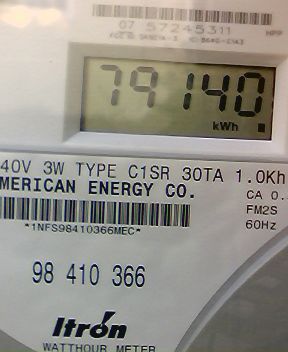 07 57245311
79140
kWh
40V 3W TYPE C1SR 30TA 1.0Kh
MERICAN ENERGY CO.
CA 0.
FM2S
60Hz
*1NFS98410366MEC*
98 410 366
Itrón
WATTHOUR METER